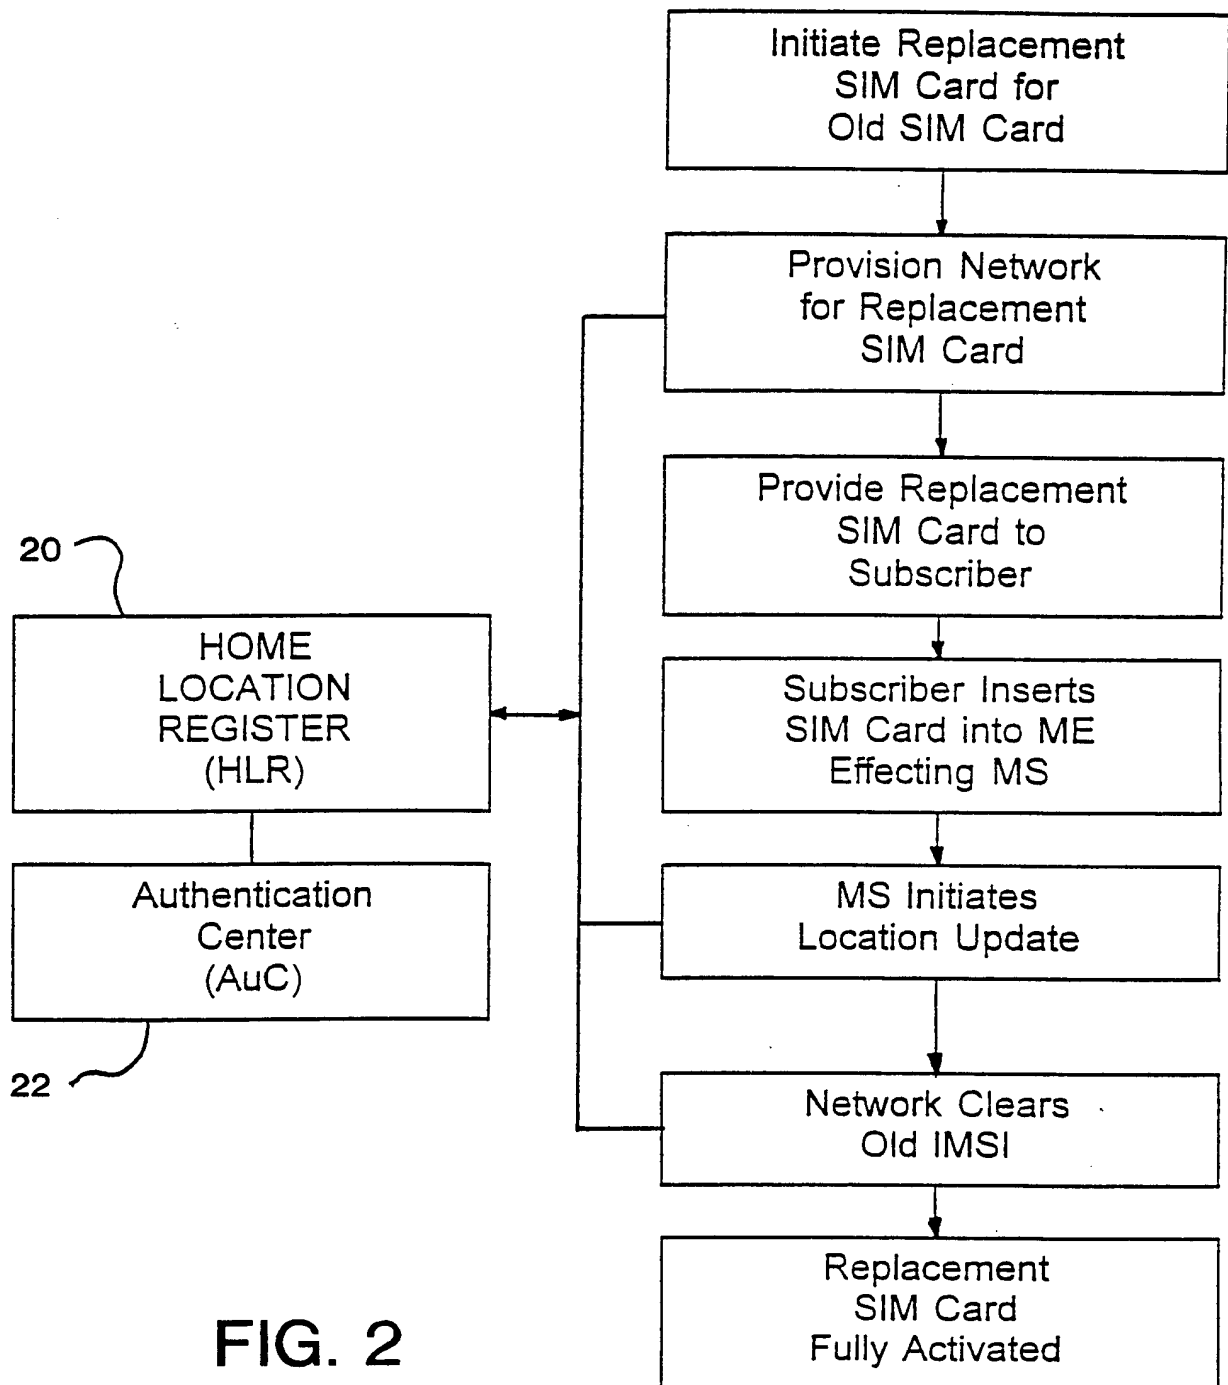 Initiate Replacement
SIM Card for
Old SIM Card
Provision Network
for Replacement
SIM Card
Provide Replacement
SIM Card to
Subscriber
20
HOME
LOCATION
REGISTER
(HLR)
Subscriber Inserts
SIM Card into ME
Effecting MS
Authentication
Center
(AuC)
22
MS Initiates
Location Update
Network Clears
Old IMSI
Replacement
SIM Card
Fully Activated
FIG. 2